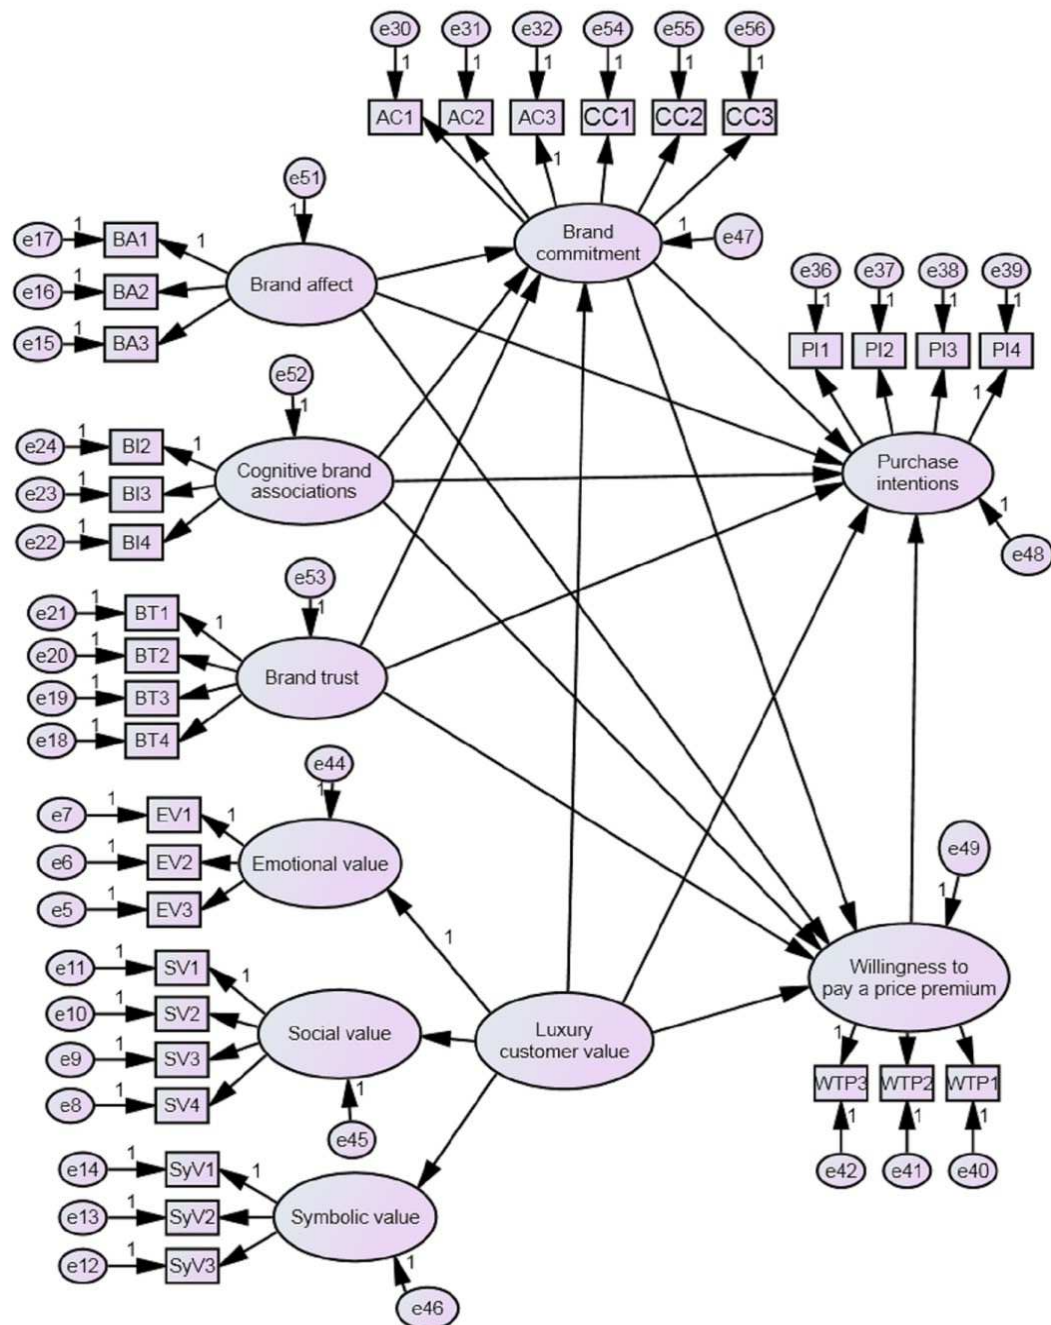 e30 e31 e32 e54 e55 e56
1 1 1 1 1 1
AC1 AC2 AC3 CC1 CC2 CC3
1
e51
1
e17 1 BA1 1
e16 1 BA2
e15 1 BA3
Brand affect
Brand
commitment
1 e47
e36 e37 e38 e39
1 1 1 1
PI1 PI2 PI3 PI4
1
e52
1
e24 1 BI2 1
e23 1 BI3
e22 1 BI4
Cognitive brand
associations
Purchase
intentions
1
e48
e53
1
e21 1 BT1 1
e20 1 BT2
e19 1 BT3
e18 1 BT4
Brand trust
e44
1
e7 1 EV1 1
e6 1 EV2
e5 1 EV3
Emotional value
1
e49
1
e11 1 SV1 1
e10 1 SV2
e9 1 SV3
e8 1 SV4
Social value
1
e45
Luxury
customer value
Willingness to
pay a price premium
1
WTP3 WTP2 WTP1
1 1 1
e42 e41 e40
e14 1 SyV1 1
e13 1 SyV2
e12 1 SyV3
Symbolic value
1
e46